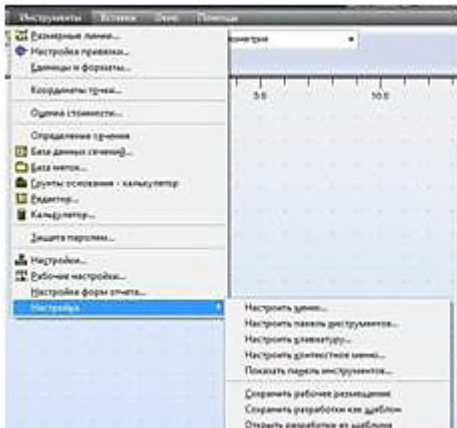 Инструменты Вставка Окно Помощь
Размерные линии...
Настройка привязки...
Единицы и форматы...
Координаты точки...
Оценка стоимости...
Определение сечения
База данных сечений...
База меток...
Грунты основания - калькулятор
Редактор...
Калькулятор...
Защита паролем...
Настройки...
Рабочие настройки...
Настройка форм отчета...
Настройка
Настроить меню...
Настроить панель инструментов...
Настроить клавиатуру...
Настроить контекстное меню...
Показать панель инструментов...
Сохранить рабочее размещение
Сохранить разработки как шаблон
Открыть разработки из шаблона
5.0 10.0